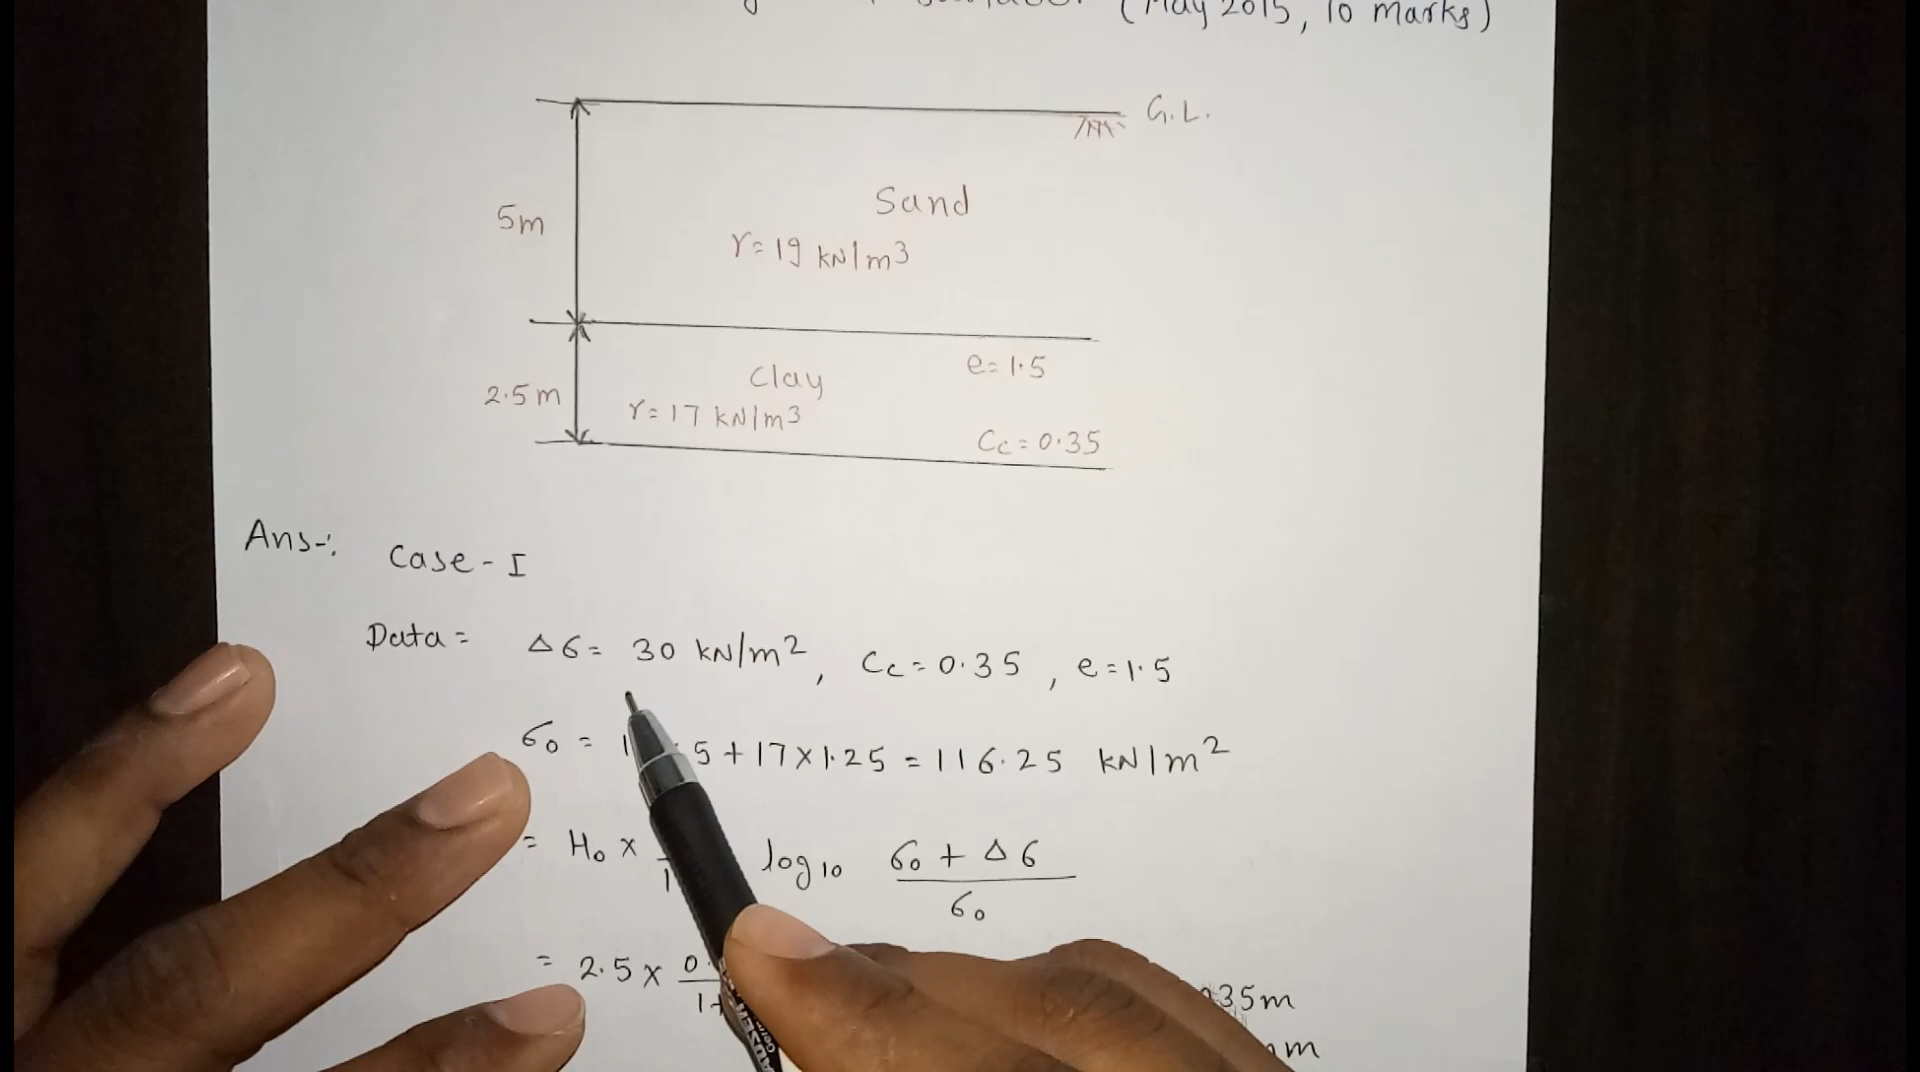 (May 2015, 10 marks)
G.L.
Sand
5m
γ = 19 kN/m3
Clay
e = 1.5
2.5m
γ = 17 kN/m3
Cc = 0.35
Ans-:
Case - I
Data =
Δσ = 30 kN/m2, Cc = 0.35, e = 1.5
σ0 = 5 + 17 x 1.25 = 116.25 kN/m2
= H0 x log10 σ0 + Δσ / σ0
= 2.5 x 35m